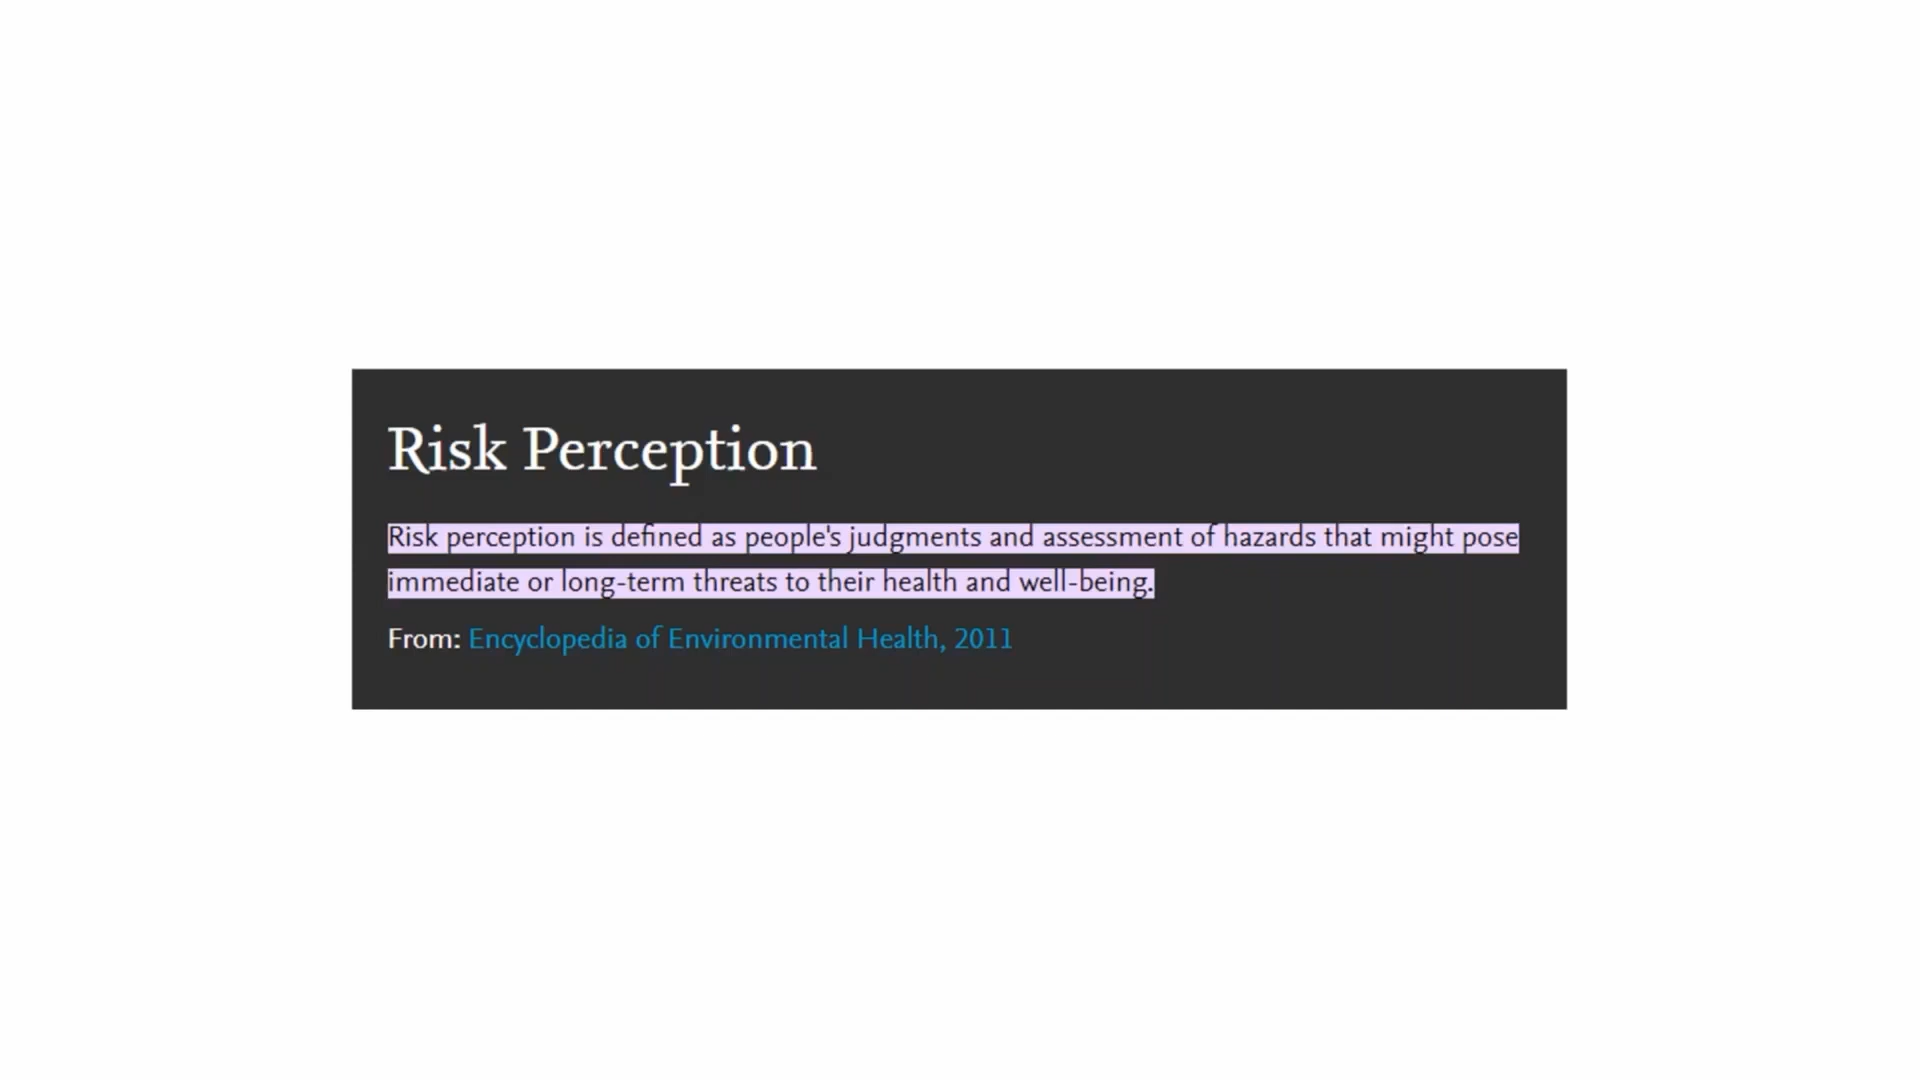 Risk Perception
Risk perception is defined as people's judgments and assessment of hazards that might pose
immediate or long-term threats to their health and well-being.
From: Encyclopedia of Environmental Health, 2011